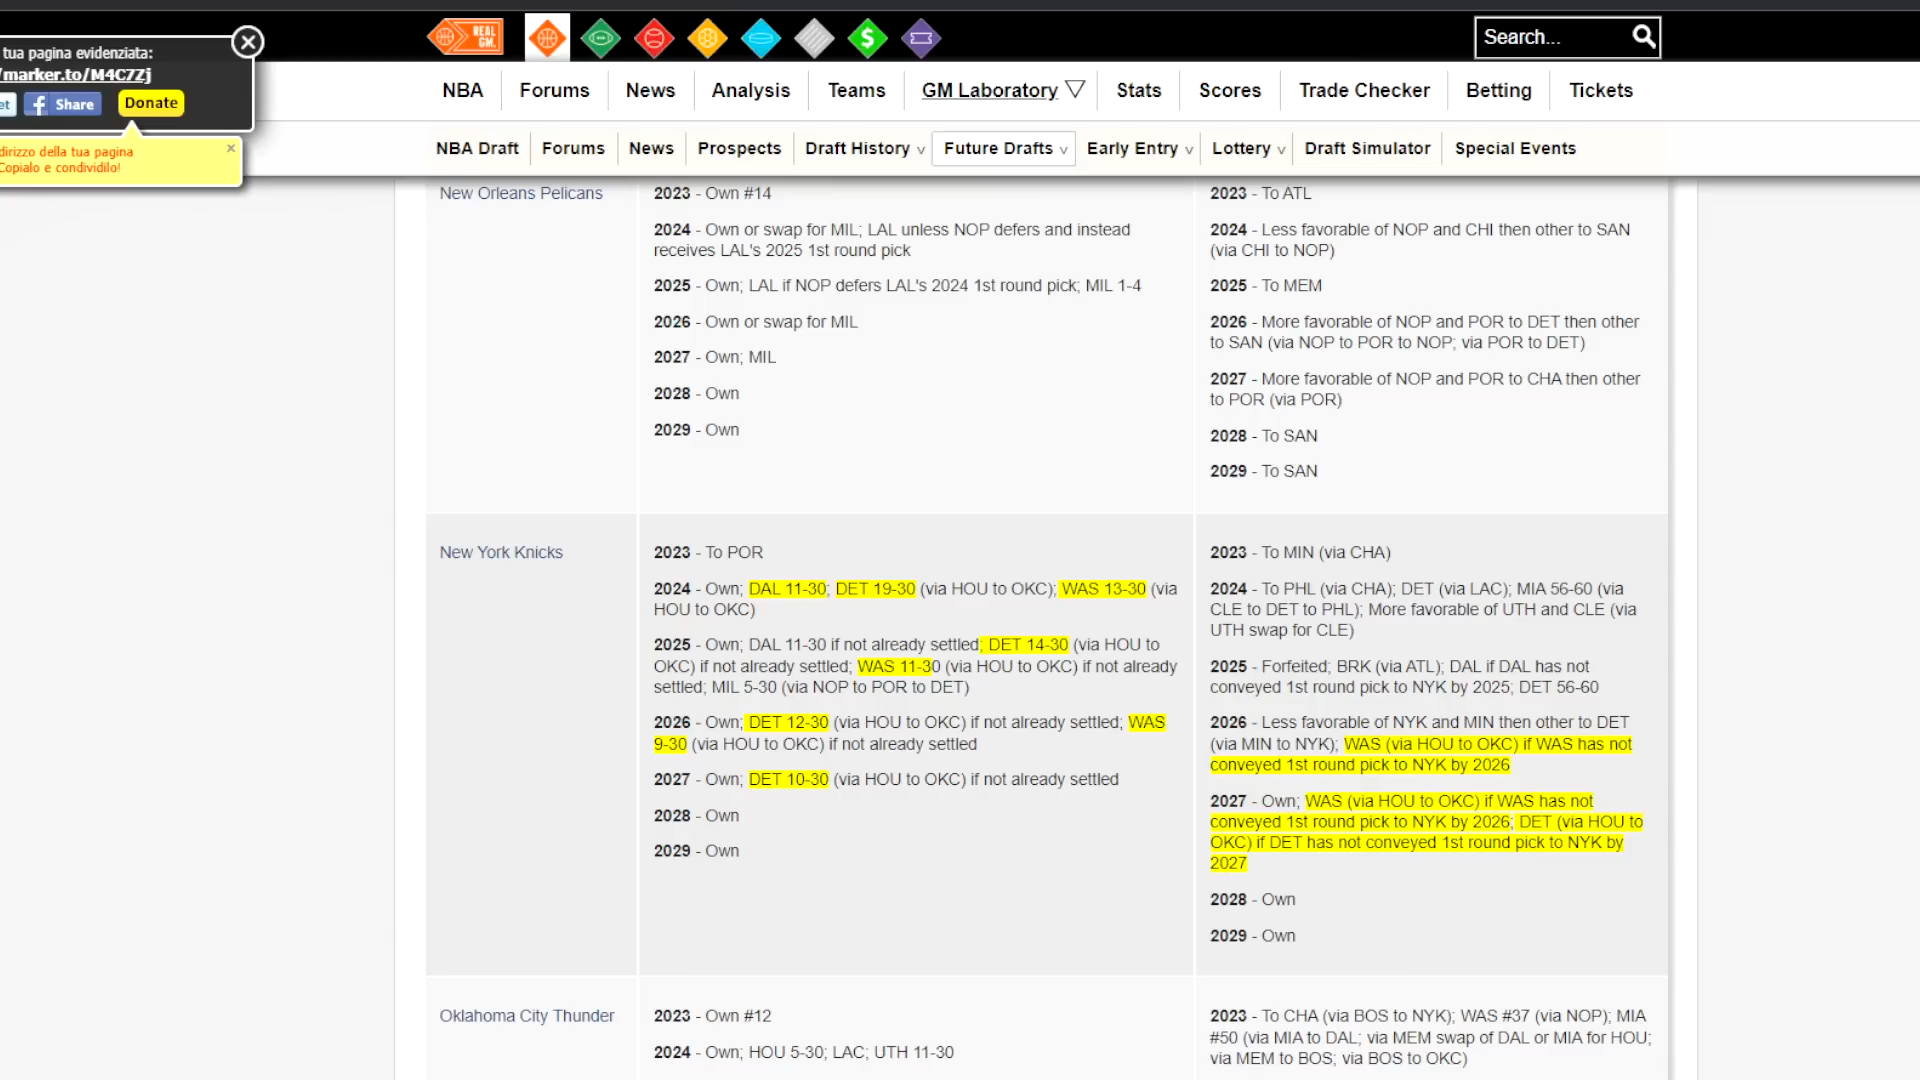 tua pagina evidenziata:
/marker.to/M4C7Zj
et Share Donate
dirizzo della tua pagina
Copialo e condividilo!
REAL GM.
Search...
NBA Forums News Analysis Teams GM Laboratory Stats Scores Trade Checker Betting Tickets
NBA Draft Forums News Prospects Draft History Future Drafts Early Entry Lottery Draft Simulator Special Events
New Orleans Pelicans
2023 - Own #14
2024 - Own or swap for MIL; LAL unless NOP defers and instead
receives LAL's 2025 1st round pick
2025 - Own; LAL if NOP defers LAL's 2024 1st round pick; MIL 1-4
2026 - Own or swap for MIL
2027 - Own; MIL
2028 - Own
2029 - Own
2023 - To ATL
2024 - Less favorable of NOP and CHI then other to SAN
(via CHI to NOP)
2025 - To MEM
2026 - More favorable of NOP and POR to DET then other
to SAN (via NOP to POR to NOP; via POR to DET)
2027 - More favorable of NOP and POR to CHA then other
to POR (via POR)
2028 - To SAN
2029 - To SAN
New York Knicks
2023 - To POR
2024 - Own; DAL 11-30; DET 19-30 (via HOU to OKC); WAS 13-30 (via
HOU to OKC)
2025 - Own; DAL 11-30 if not already settled; DET 14-30 (via HOU to
OKC) if not already settled; WAS 11-30 (via HOU to OKC) if not already
settled; MIL 5-30 (via NOP to POR to DET)
2026 - Own; DET 12-30 (via HOU to OKC) if not already settled; WAS
9-30 (via HOU to OKC) if not already settled
2027 - Own; DET 10-30 (via HOU to OKC) if not already settled
2028 - Own
2029 - Own
2023 - To MIN (via CHA)
2024 - To PHL (via CHA); DET (via LAC); MIA 56-60 (via
CLE to DET to PHL); More favorable of UTH and CLE (via
UTH swap for CLE)
2025 - Forfeited; BRK (via ATL); DAL if DAL has not
conveyed 1st round pick to NYK by 2025; DET 56-60
2026 - Less favorable of NYK and MIN then other to DET
(via MIN to NYK); WAS (via HOU to OKC) if WAS has not
conveyed 1st round pick to NYK by 2026
2027 - Own; WAS (via HOU to OKC) if WAS has not
conveyed 1st round pick to NYK by 2026; DET (via HOU to
OKC) if DET has not conveyed 1st round pick to NYK by
2027
2028 - Own
2029 - Own
Oklahoma City Thunder
2023 - Own #12
2024 - Own; HOU 5-30; LAC; UTH 11-30
2023 - To CHA (via BOS to NYK); WAS #37 (via NOP); MIA
#50 (via MIA to DAL; via MEM swap of DAL or MIA for HOU;
via MEM to BOS; via BOS to OKC)